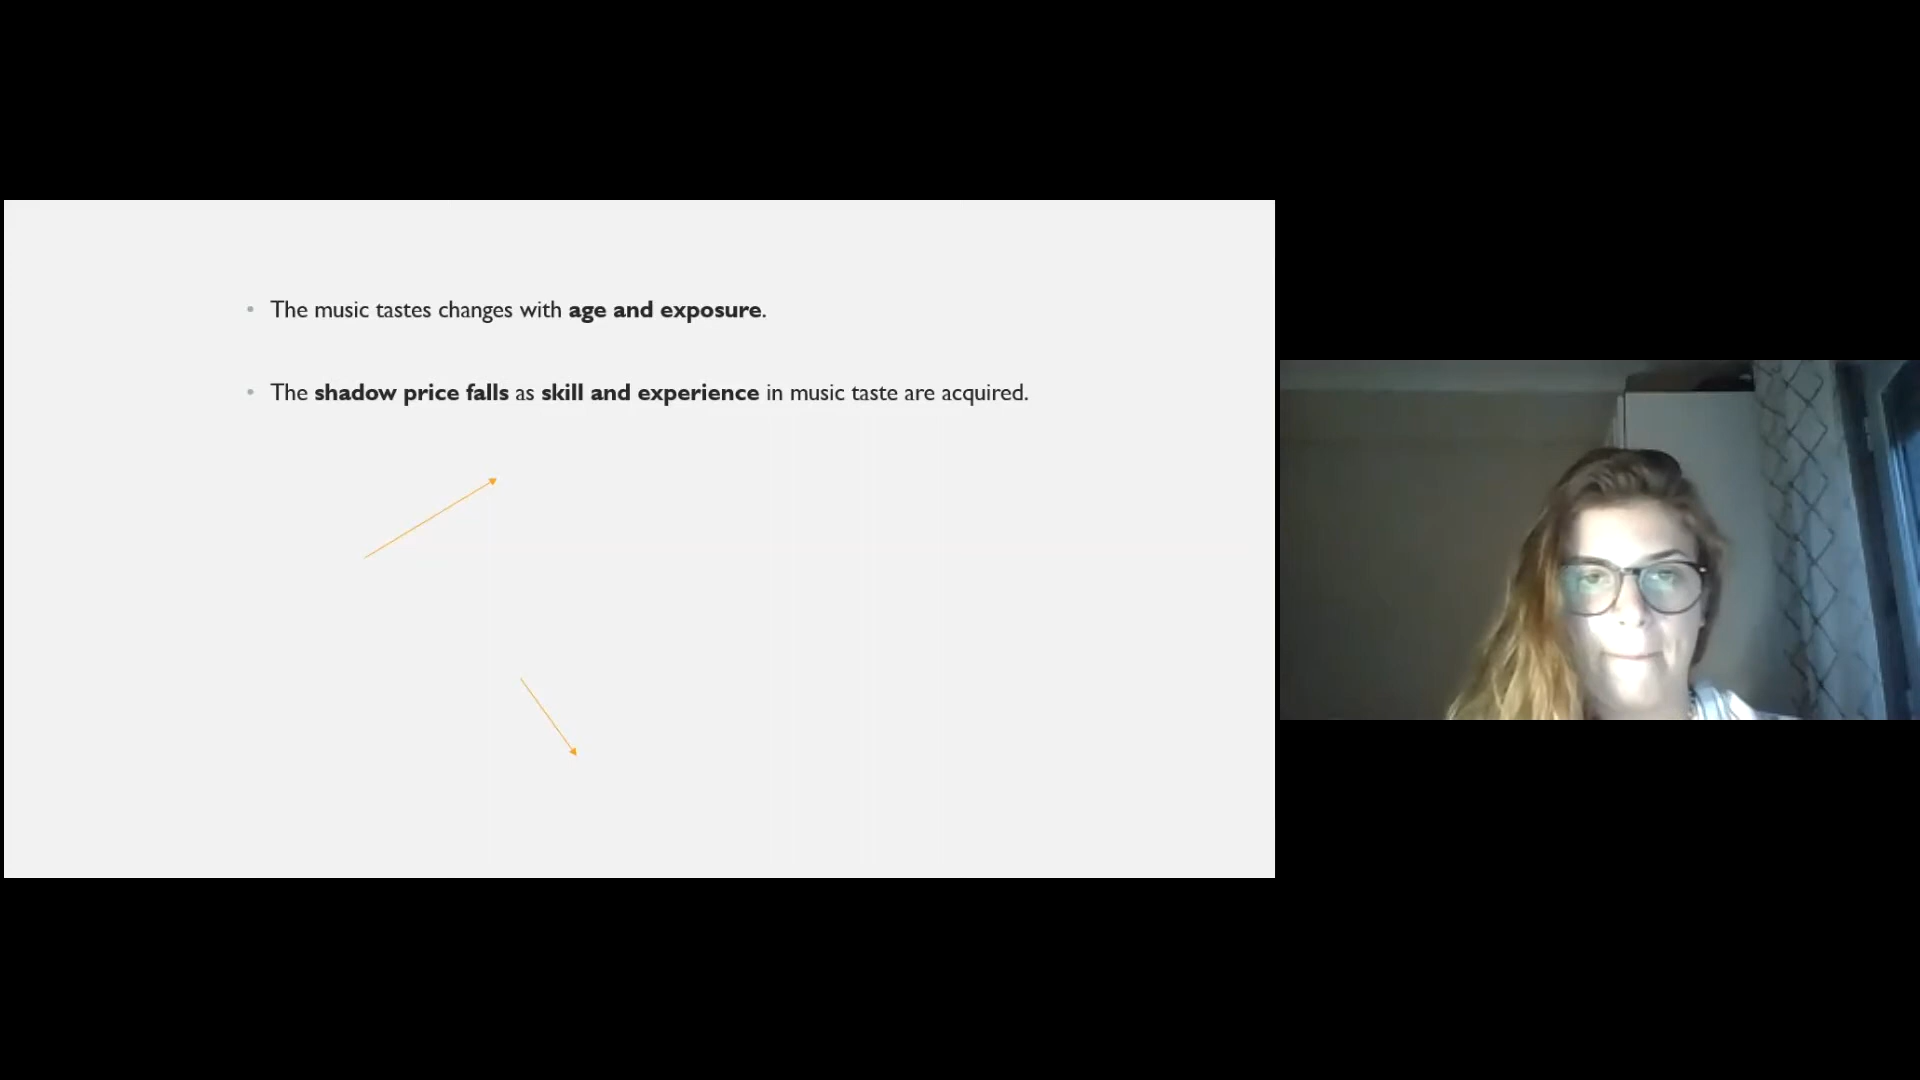 • The music tastes changes with age and exposure.
• The shadow price falls as skill and experience in music taste are acquired.